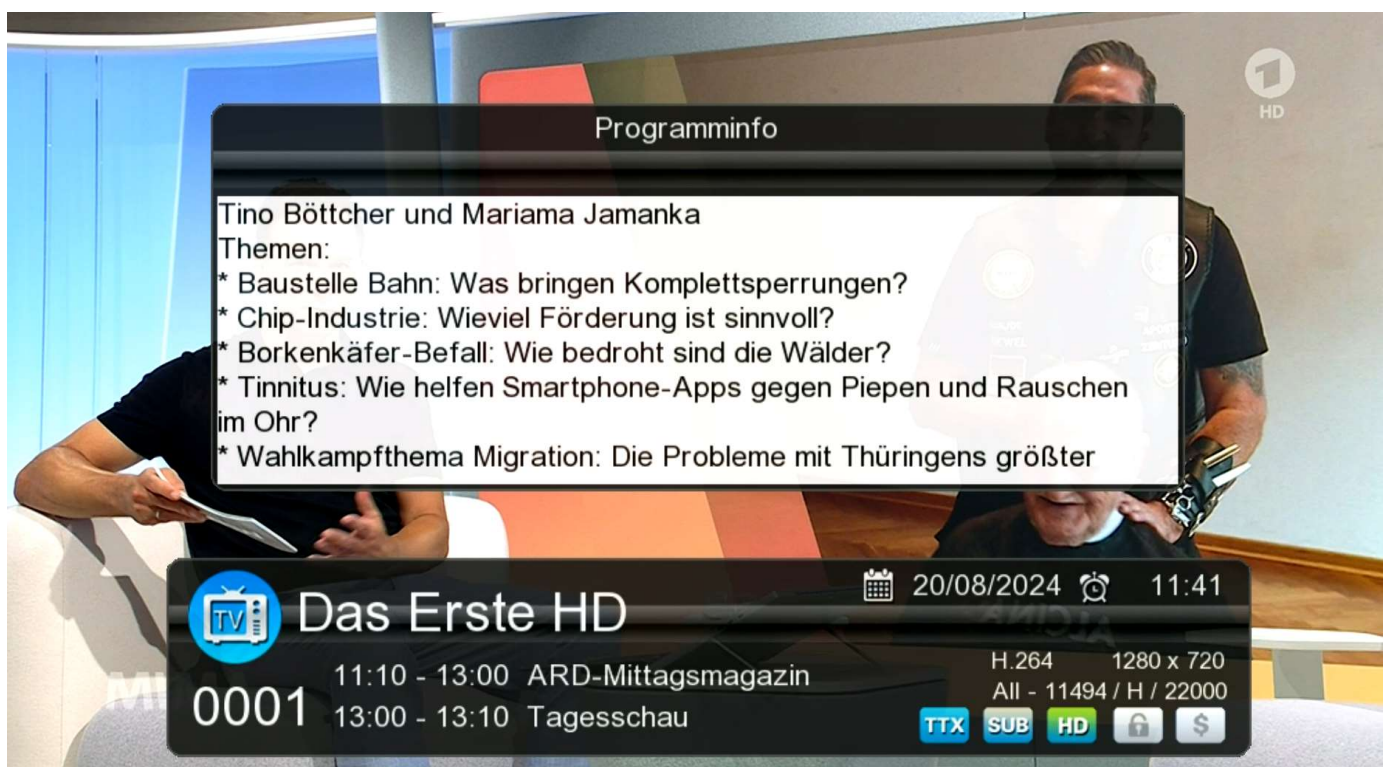 HD
Programminfo
Tino Böttcher und Mariama Jamanka
Themen:
* Baustelle Bahn: Was bringen Komplettsperrungen?
* Chip-Industrie: Wieviel Förderung ist sinnvoll?
* Borkenkäfer-Befall: Wie bedroht sind die Wälder?
* Tinnitus: Wie helfen Smartphone-Apps gegen Piepen und Rauschen
im Ohr?
* Wahlkampfthema Migration: Die Probleme mit Thüringens größter
20/08/2024 11:41
TV Das Erste HD
ALCINA
H.264 1280 x 720
11:10 - 13:00 ARD-Mittagsmagazin
All - 11494 / H / 22000
0001
13:00 - 13:10 Tagesschau
TTX SUB HD $